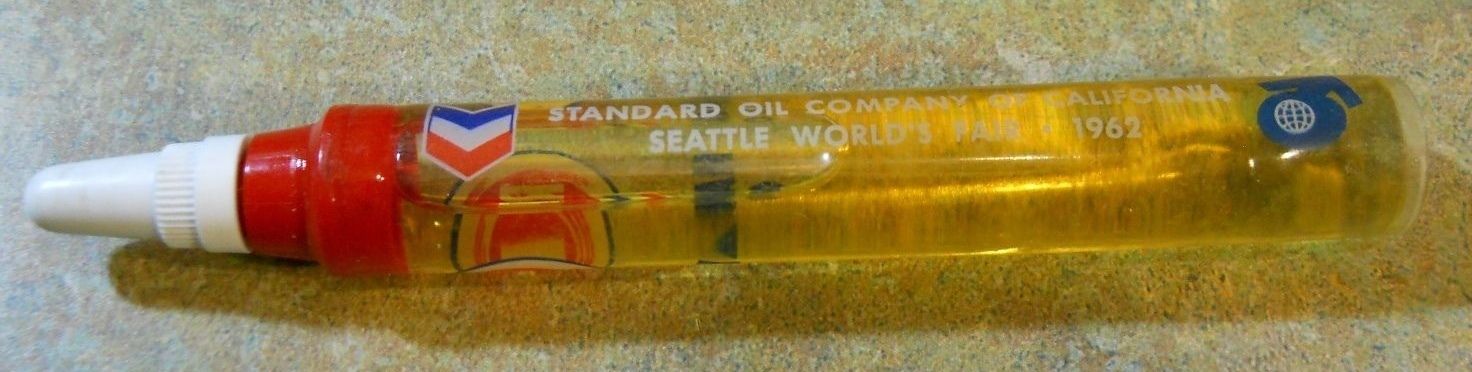 STANDARD OIL COMPANY OF CALIFORNIA
SEATTLE WORLD'S FAIR • 1962